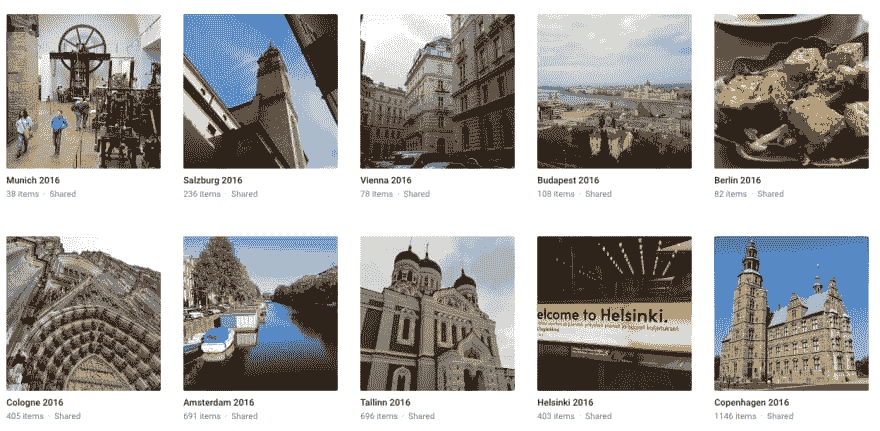 Munich 2016
38 items · Shared
Salzburg 2016
236 items · Shared
Vienna 2016
78 items · Shared
Budapest 2016
108 items · Shared
Berlin 2016
82 items · Shared
elcome to Helsinki.
Cologne 2016
405 items · Shared
Amsterdam 2016
691 items · Shared
Tallinn 2016
696 items · Shared
Helsinki 2016
403 items · Shared
Copenhagen 2016
1146 items · Shared